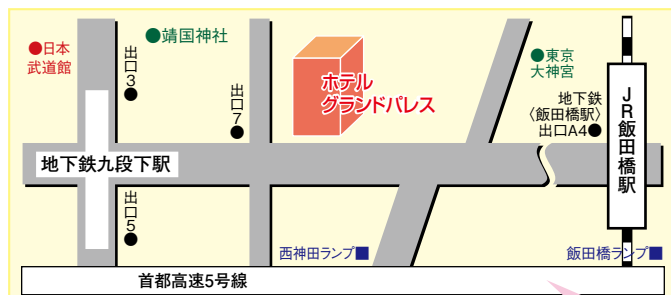 ●日本
武道館
出口3
●靖国神社
出口7
ホテル
グランドパレス
●東京
大神宮
地下鉄
〈飯田橋駅〉
出口A4●
JR飯田橋駅
地下鉄九段下駅
出口5
西神田ランプ■
飯田橋ランプ■
首都高速5号線